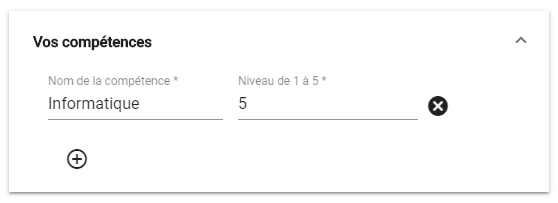 Vos compétences
Nom de la compétence * Niveau de 1 à 5 *
Informatique 5